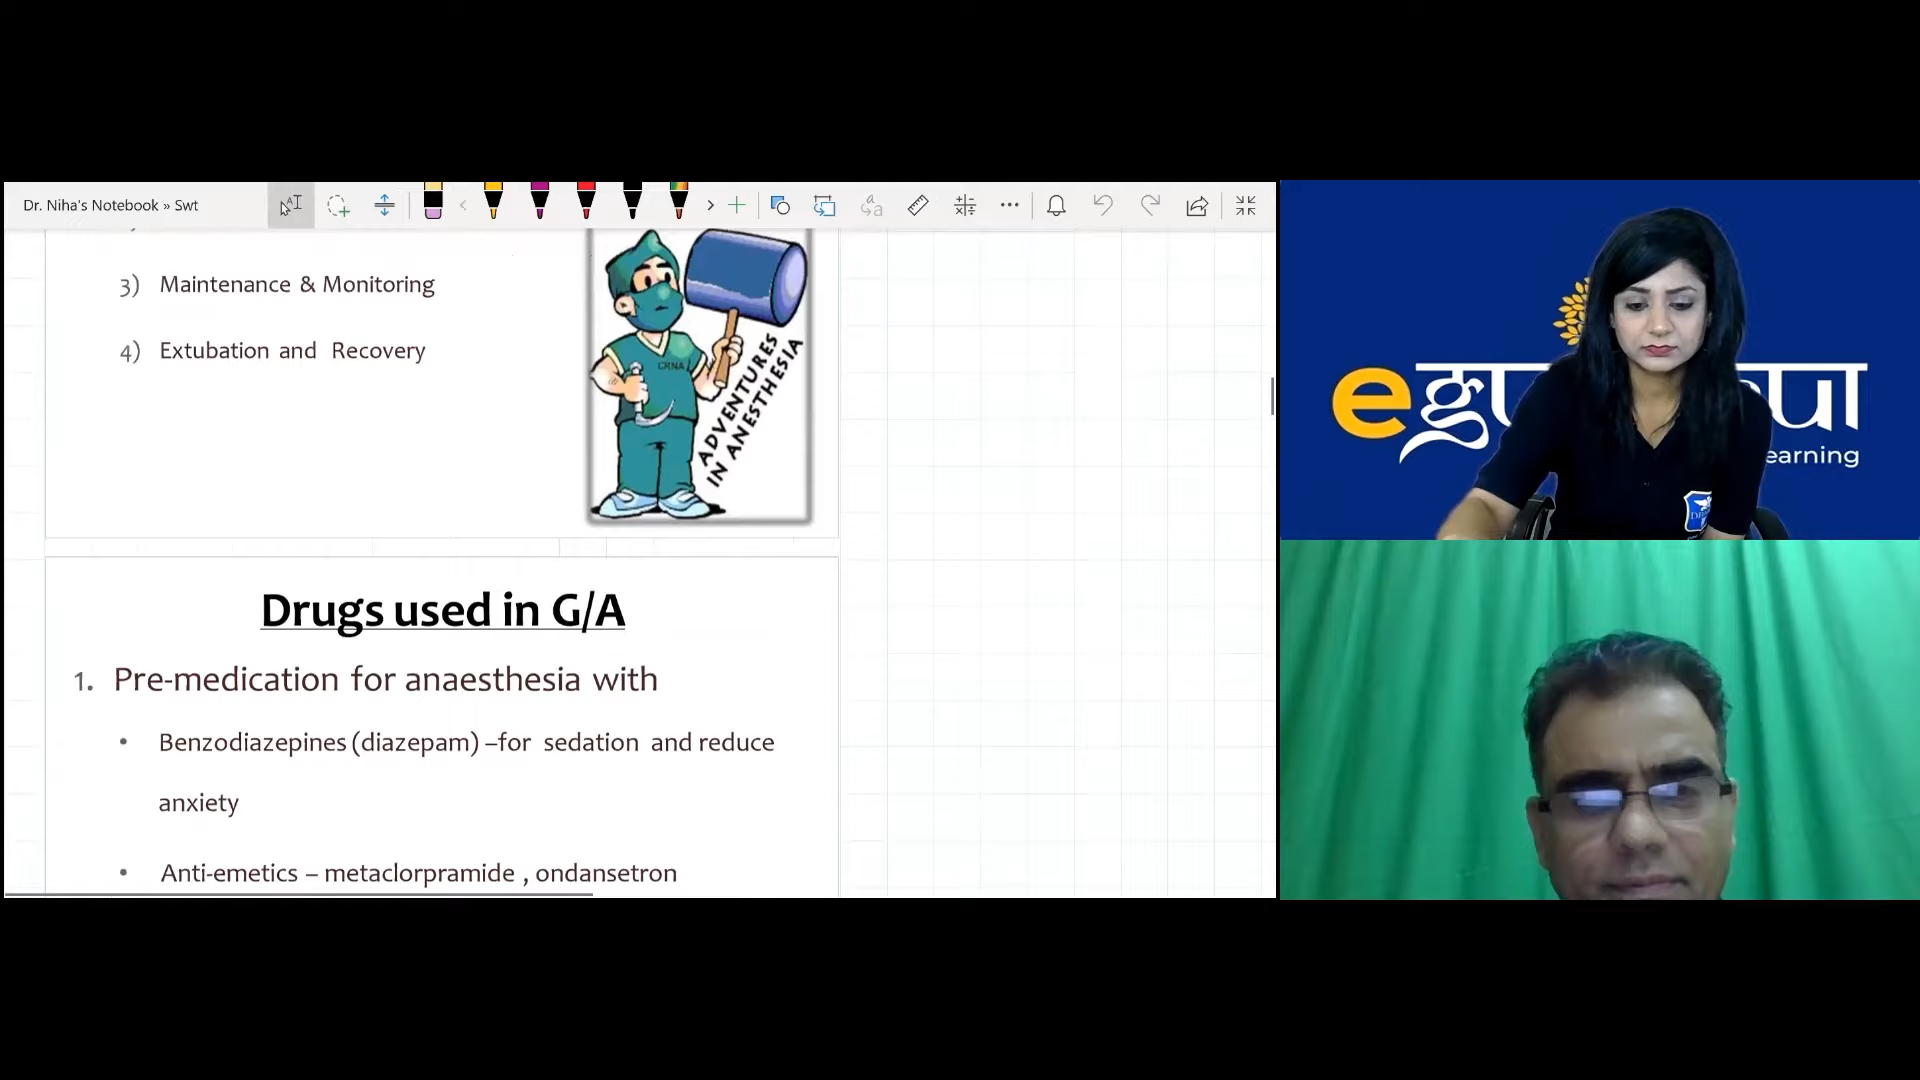 Dr. Niha's Notebook » Swt
3) Maintenance & Monitoring
4) Extubation and Recovery
CRNA
ADVENTURES
IN ANESTHESIA
Drugs used in G/A
1. Pre-medication for anaesthesia with
• Benzodiazepines (diazepam) –for sedation and reduce
anxiety
• Anti-emetics – metaclorpramide , ondansetron
earning